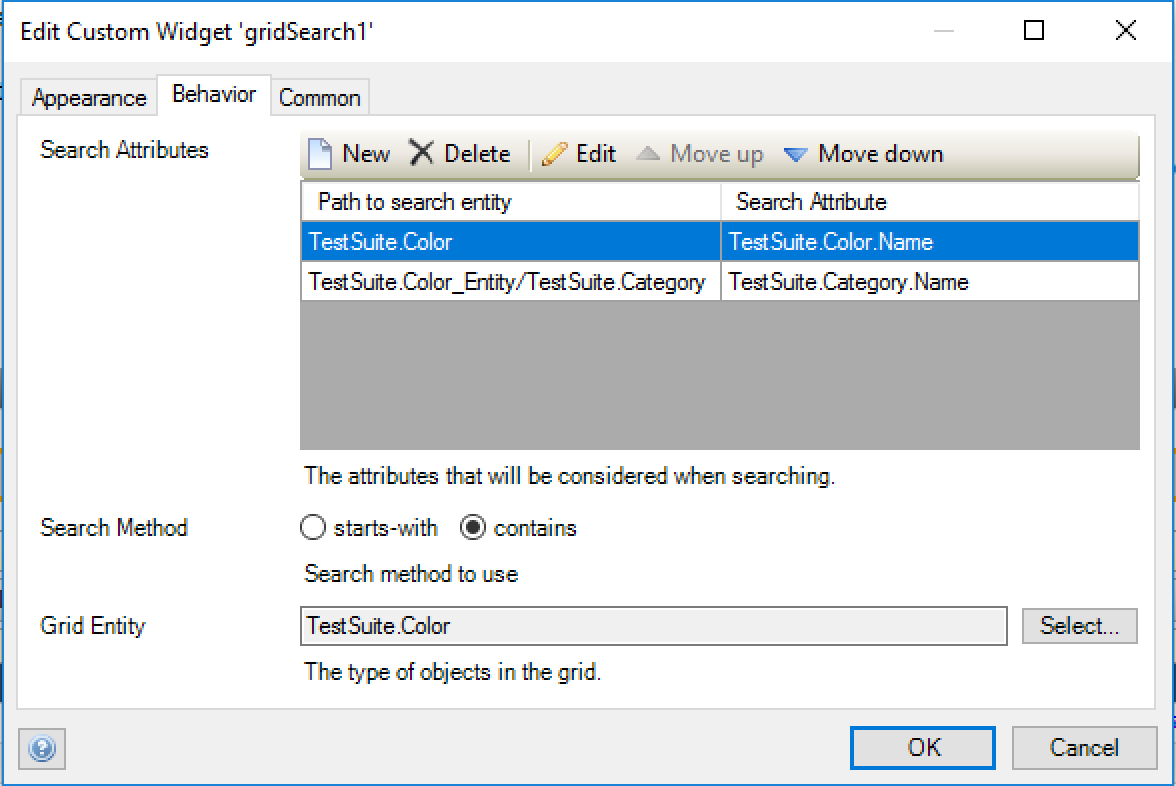 Edit Custom Widget 'gridSearch1'
Appearance Behavior Common
Search Attributes
New Delete Edit Move up Move down
Path to search entity Search Attribute
TestSuite.Color TestSuite.Color.Name
TestSuite.Color_Entity/TestSuite.Category TestSuite.Category.Name
The attributes that will be considered when searching.
Search Method starts-with contains
Search method to use
Grid Entity TestSuite.Color Select...
The type of objects in the grid.
? OK Cancel